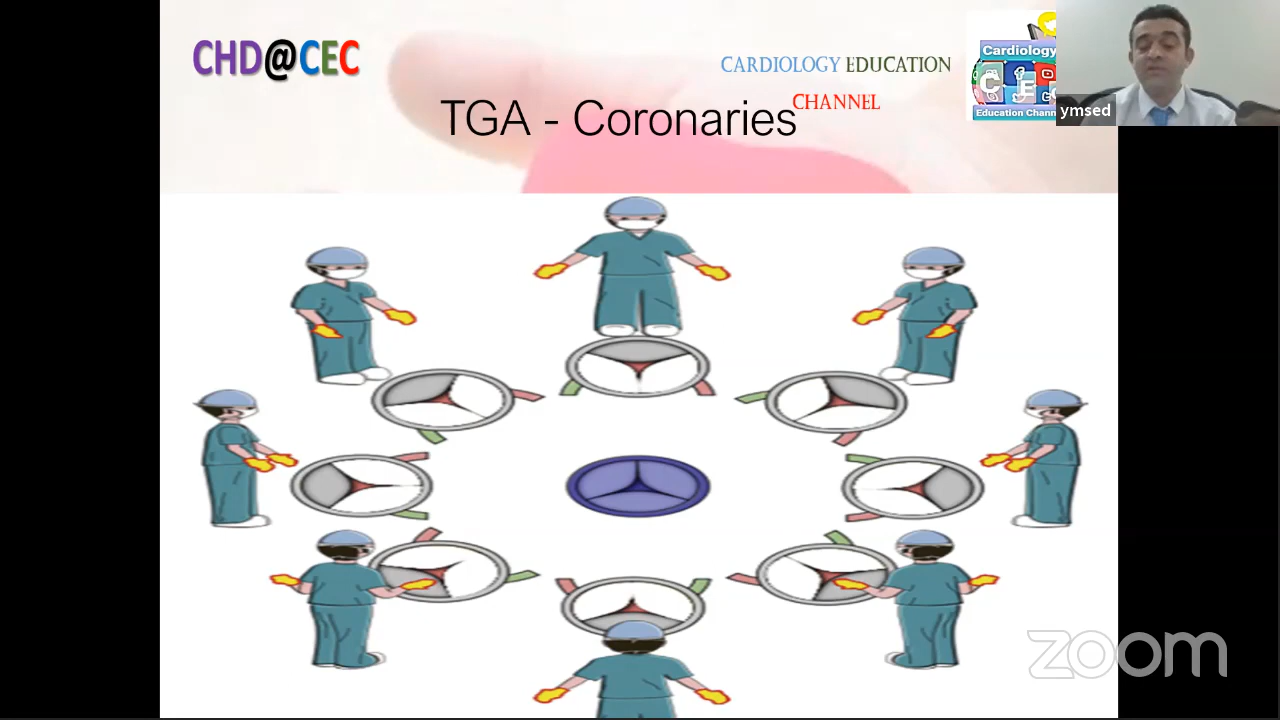 CHD@CEC
CARDIOLOGY EDUCATION
CHANNEL
TGA - Coronaries
Cardiology
Education Chann
ymsed
zoom